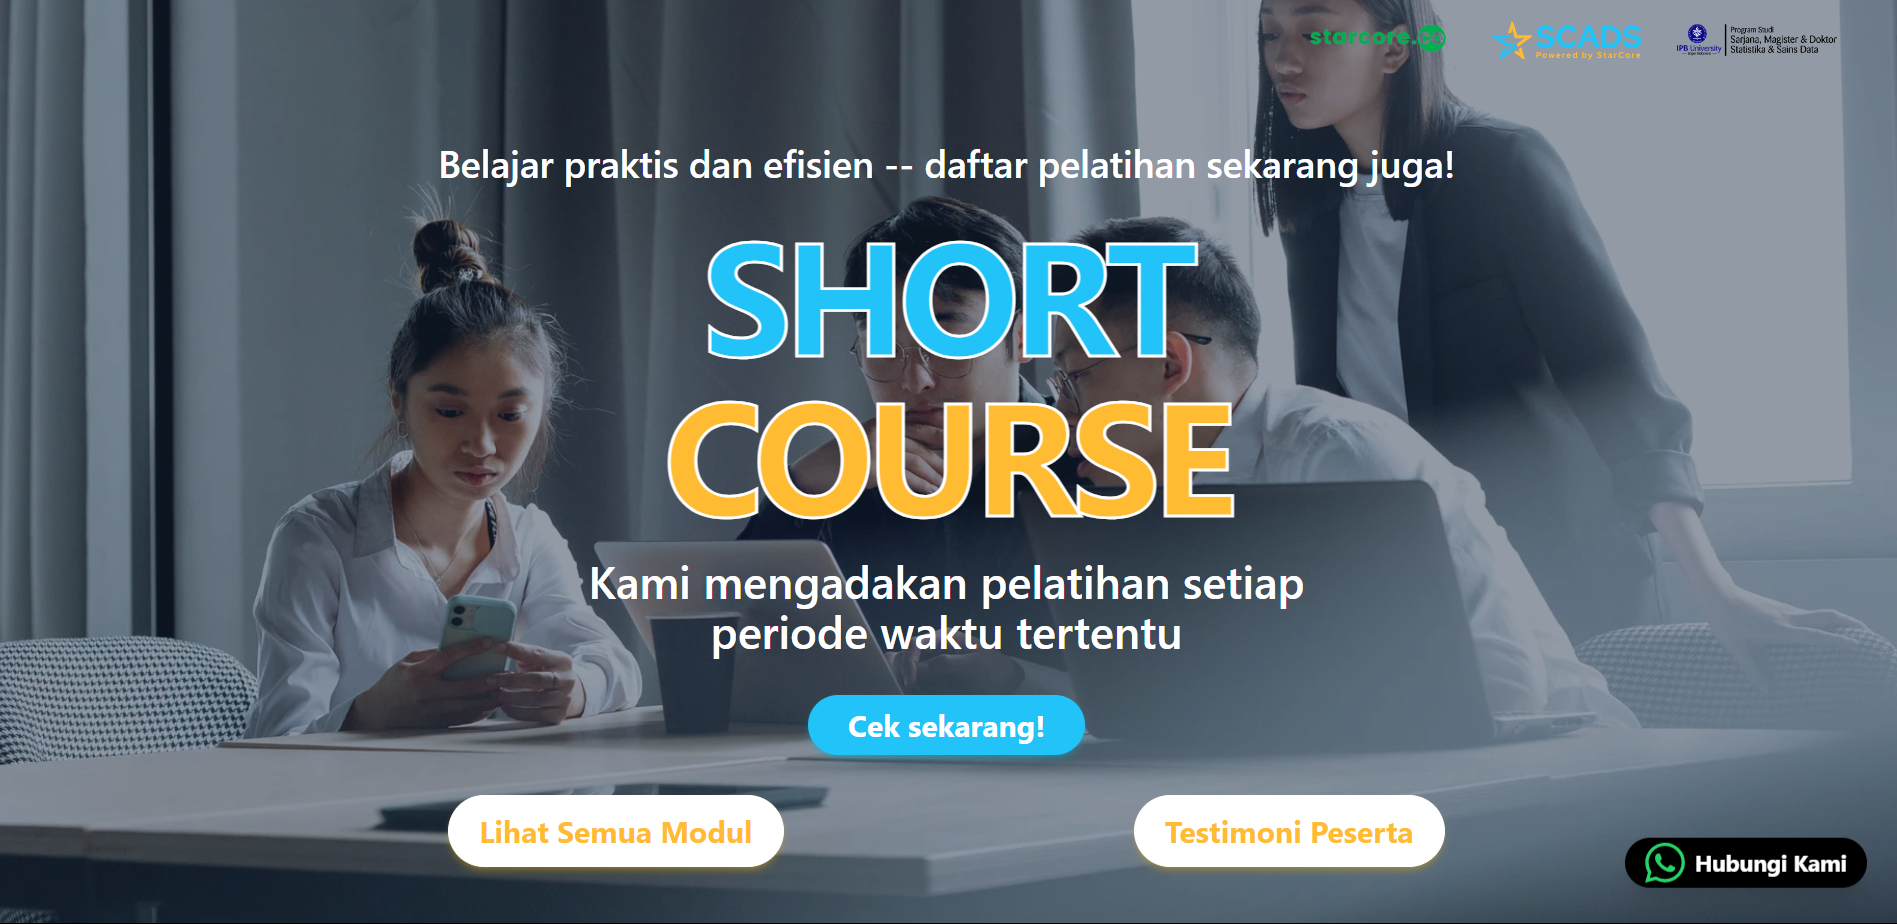 starcore.co
SCADS
Powered by StarCore
IPB University
Program Studi
Sarjana, Magister & Doktor
Statistika & Sains Data
Belajar praktis dan efisien -- daftar pelatihan sekarang juga!
SHORT
COURSE
Kami mengadakan pelatihan setiap
periode waktu tertentu
Cek sekarang!
Lihat Semua Modul
Testimoni Peserta
Hubungi Kami